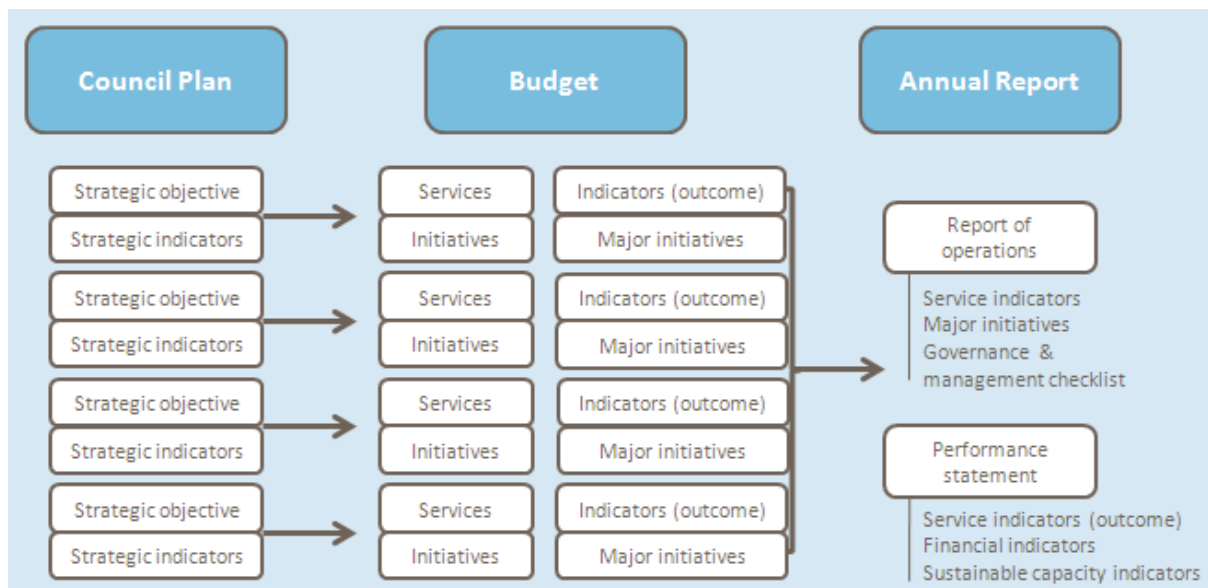 Council Plan
Budget
Annual Report
Strategic objective
Strategic indicators
Services
Initiatives
Indicators (outcome)
Major initiatives
Strategic objective
Strategic indicators
Services
Initiatives
Indicators (outcome)
Major initiatives
Strategic objective
Strategic indicators
Services
Initiatives
Indicators (outcome)
Major initiatives
Strategic objective
Strategic indicators
Services
Initiatives
Indicators (outcome)
Major initiatives
Report of
operations
Service indicators
Major initiatives
Governance &
management checklist
Performance
statement
Service indicators (outcome)
Financial indicators
Sustainable capacity indicators